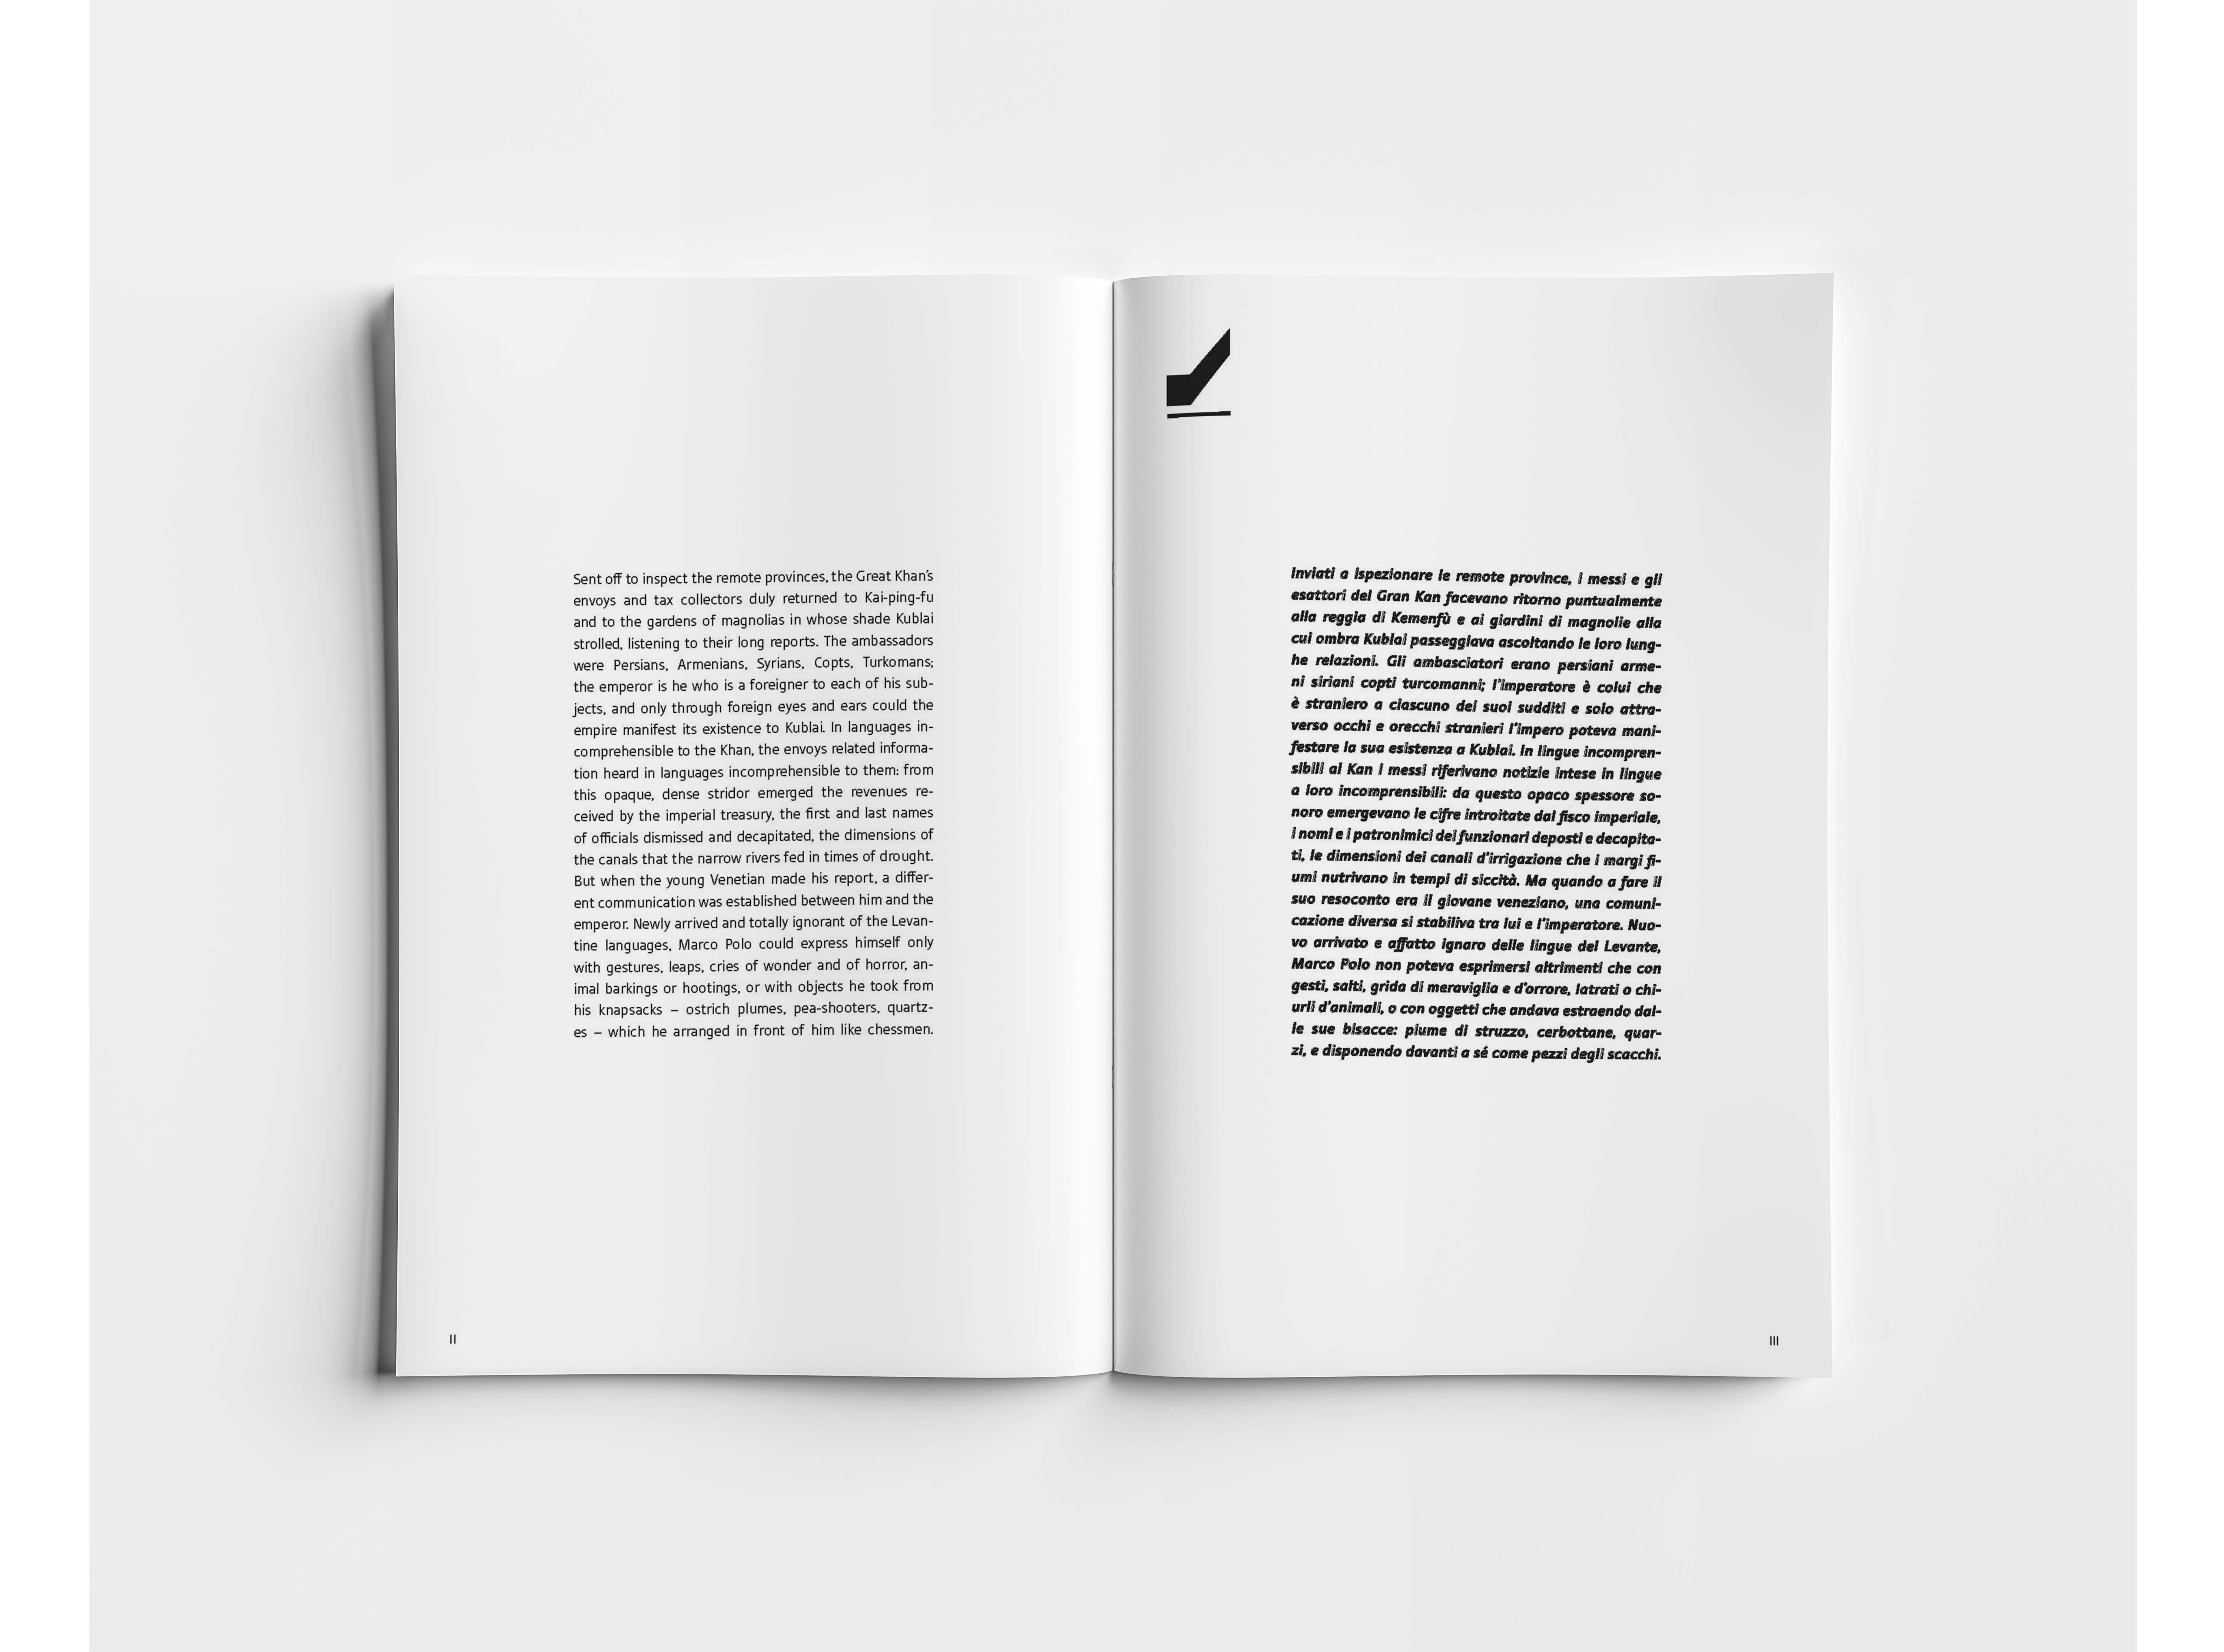 Sent off to inspect the remote provinces, the Great Khan's
envoys and tax collectors duly returned to Kai-ping-fu
and to the gardens of magnolias in whose shade Kublai
strolled, listening to their long reports. The ambassadors
were Persians, Armenians, Syrians, Copts, Turkomans;
the emperor is he who is a foreigner to each of his sub-
jects, and only through foreign eyes and ears could the
empire manifest its existence to Kublai. In languages in-
comprehensible to the Khan, the envoys related informa-
tion heard in languages incomprehensible to them: from
this opaque, dense stridor emerged the revenues re-
ceived by the imperial treasury, the first and last names
of officials dismissed and decapitated, the dimensions of
the canals that the narrow rivers fed in times of drought.
But when the young Venetian made his report, a differ-
ent communication was established between him and the
emperor. Newly arrived and totally ignorant of the Levan-
tine languages, Marco Polo could express himself only
with gestures, leaps, cries of wonder and of horror, an-
imal barkings or hootings, or with objects he took from
his knapsacks – ostrich plumes, pea-shooters, quartz-
es – which he arranged in front of him like chessmen.
II
Inviati a ispezionare le remote province, i messi e gli
esattori del Gran Kan facevano ritorno puntualmente
alla reggia di Kemenfù e ai giardini di magnolie alla
cui ombra Kublai passeggiava ascoltando le loro lung-
he relazioni. Gli ambasciatori erano persiani arme-
ni siriani copti turcomanni; l'imperatore è colui che
è straniero a ciascuno dei suoi sudditi e solo attra-
verso occhi e orecchi stranieri l'impero poteva mani-
festare la sua esistenza a Kublai. In lingue incompren-
sibili al Kan i messi riferivano notizie intese in lingue
a loro incomprensibili: da questo opaco spessore so-
noro emergevano le cifre introitate dal fisco imperiale,
i nomi e i patronimici dei funzionari deposti e decapita-
ti, le dimensioni dei canali d'irrigazione che i margi fi-
umi nutrivano in tempi di siccità. Ma quando a fare il
suo resoconto era il giovane veneziano, una comuni-
cazione diversa si stabiliva tra lui e l'imperatore. Nuo-
vo arrivato e affatto ignaro delle lingue del Levante,
Marco Polo non poteva esprimersi altrimenti che con
gesti, salti, grida di meraviglia e d'orrore, latrati o chi-
urli d'animali, o con oggetti che andava estraendo dal-
le sue bisacce: piume di struzzo, cerbottane, quar-
zi, e disponendo davanti a sé come pezzi degli scacchi.
III